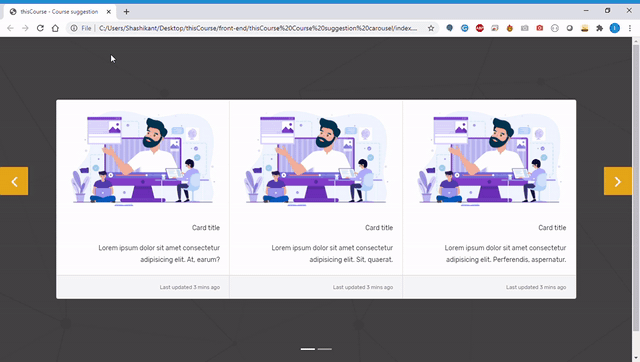 thisCourse - Course suggestion
File
C:/Users/Shashikant/Desktop/thisCourse/front-end/thisCourse%20Course%20suggestion%20carousel/index....
Card title
Lorem ipsum dolor sit amet consectetur
adipisicing elit. At, earum?
Last updated 3 mins ago
Card title
Lorem ipsum dolor sit amet consectetur
adipisicing elit. Sit, quaerat.
Last updated 3 mins ago
Card title
Lorem ipsum dolor sit amet consectetur
adipisicing elit. Perferendis, aspernatur.
Last updated 3 mins ago